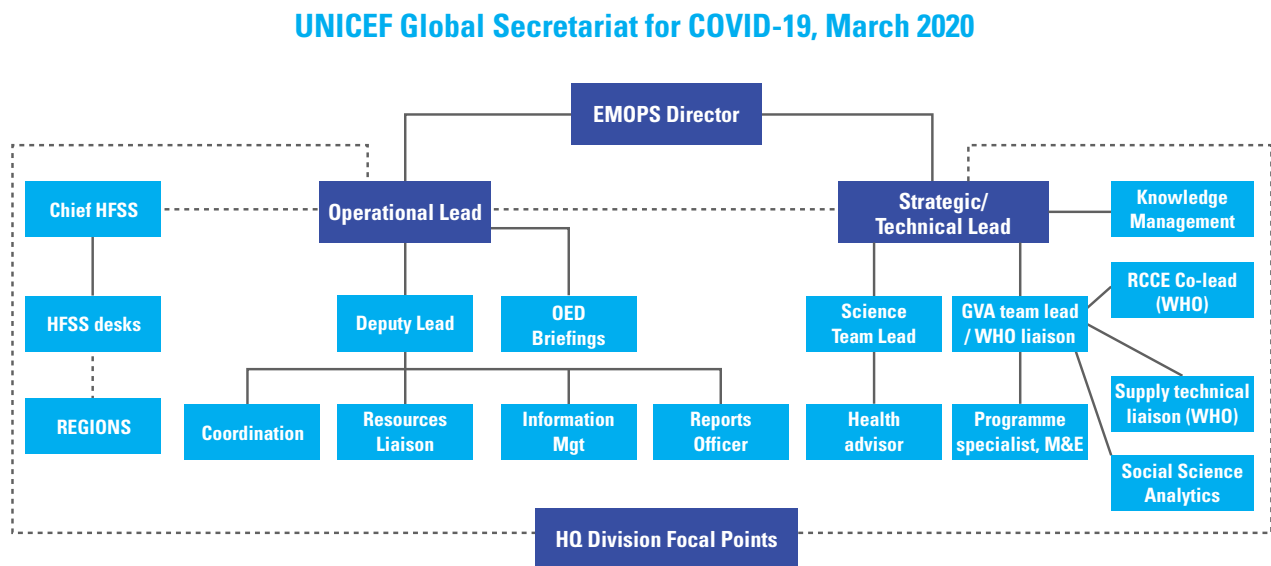 UNICEF Global Secretariat for COVID-19, March 2020
EMOPS Director
Chief HFSS
Operational Lead
Strategic/
Technical Lead
Knowledge
Management
HFSS desks
Deputy Lead
OED
Briefings
Science
Team Lead
GVA team lead
/ WHO liaison
RCCE Co-lead
(WHO)
REGIONS
Coordination
Resources
Liaison
Information
Mgt
Reports
Officer
Health
advisor
Programme
specialist, M&E
Supply technical
liaison (WHO)
Social Science
Analytics
HQ Division Focal Points